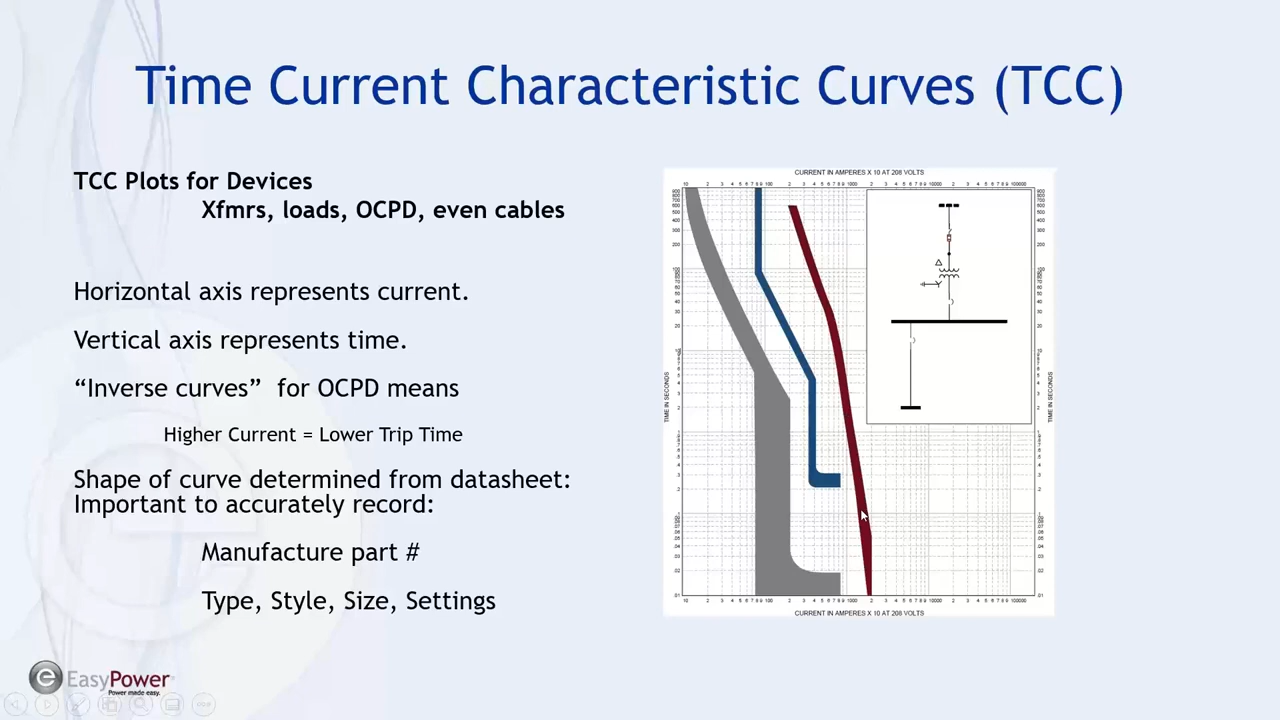 Time Current Characteristic Curves (TCC)
TCC Plots for Devices
Xfmrs, loads, OCPD, even cables
Horizontal axis represents current.
Vertical axis represents time.
“Inverse curves”  for OCPD means
Higher Current = Lower Trip Time
Shape of curve determined from datasheet:
Important to accurately record:
Manufacture part #
Type, Style, Size, Settings
EasyPower
Power made easy.
CURRENT IN AMPERES X 10 AT 208 VOLTS
TIME IN SECONDS
TIME IN SECONDS
CURRENT IN AMPERES X 10 AT 208 VOLTS